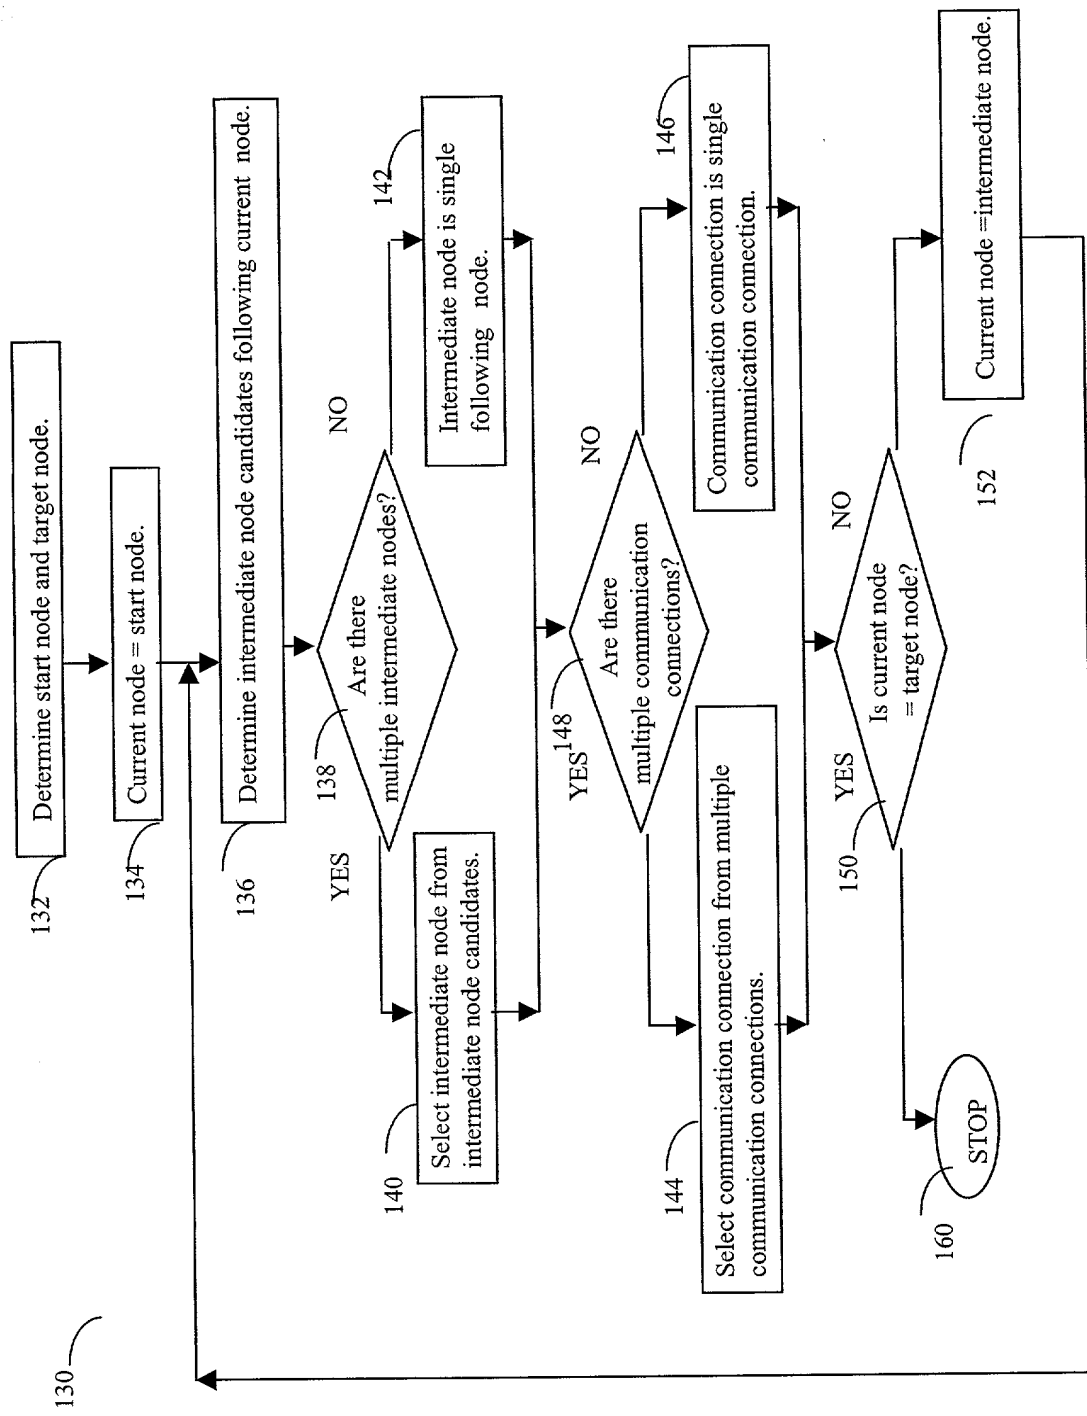 130
132
Determine start node and target node.
134
Current node = start node.
136
Determine intermediate node candidates following current node.
138
Are there
multiple intermediate nodes?
YES
NO
140
Select intermediate node from
intermediate node candidates.
142
Intermediate node is single
following node.
148
Are there
multiple communication
connections?
YES
NO
144
Select communication connection from multiple
communication connections.
146
Communication connection is single
communication connection.
150
Is current node
= target node?
YES
NO
160
STOP
152
Current node =intermediate node.